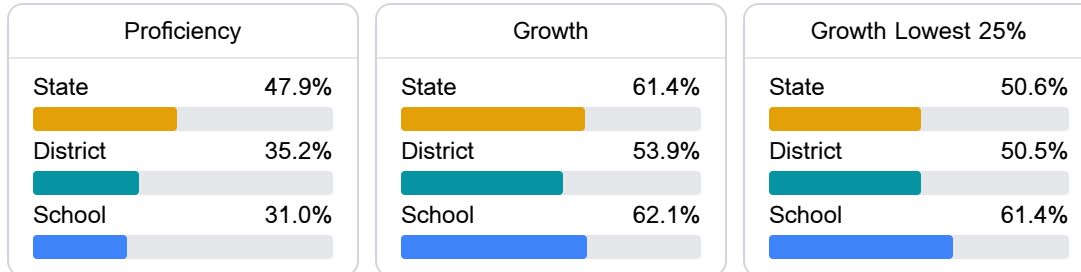 Proficiency
State 47.9%
District 35.2%
School 31.0%
Growth
State 61.4%
District 53.9%
School 62.1%
Growth Lowest 25%
State 50.6%
District 50.5%
School 61.4%